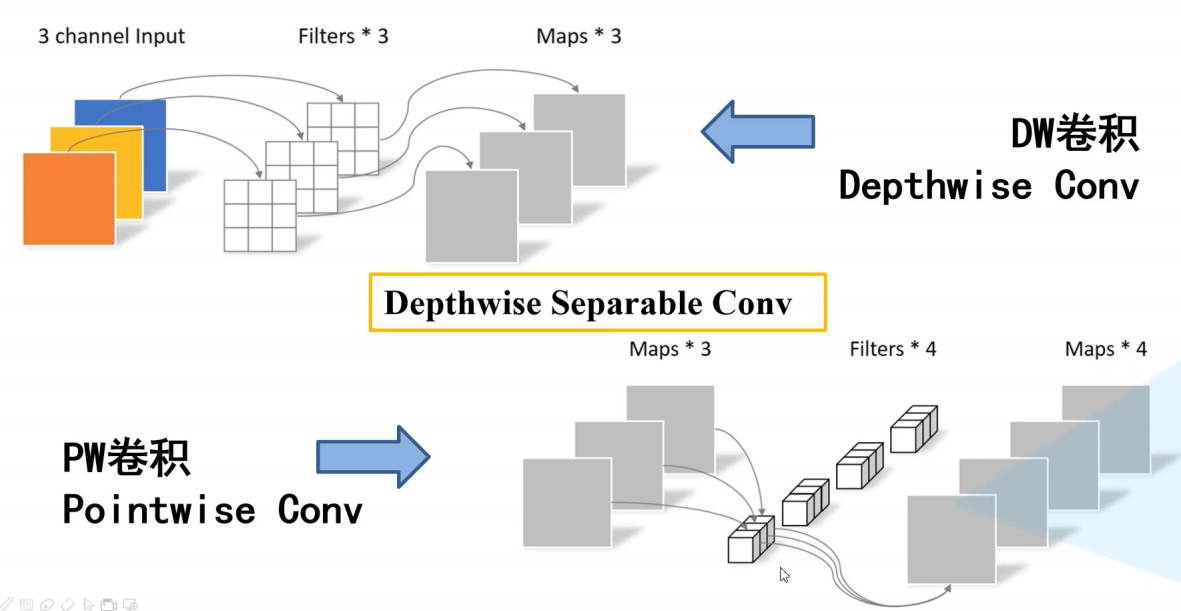 3 channel Input
Filters * 3
Maps * 3
DW卷积
Depthwise Conv
Depthwise Separable Conv
Maps * 3
Filters * 4
Maps * 4
PW卷积
Pointwise Conv